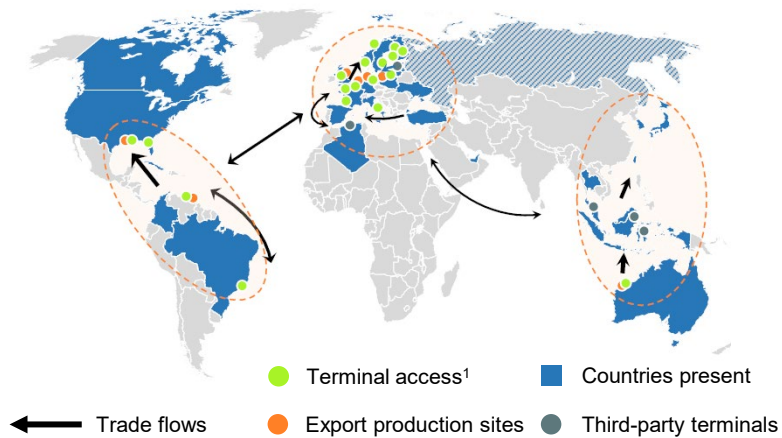 Terminal access¹
Countries present
Trade flows
Export production sites
Third-party terminals